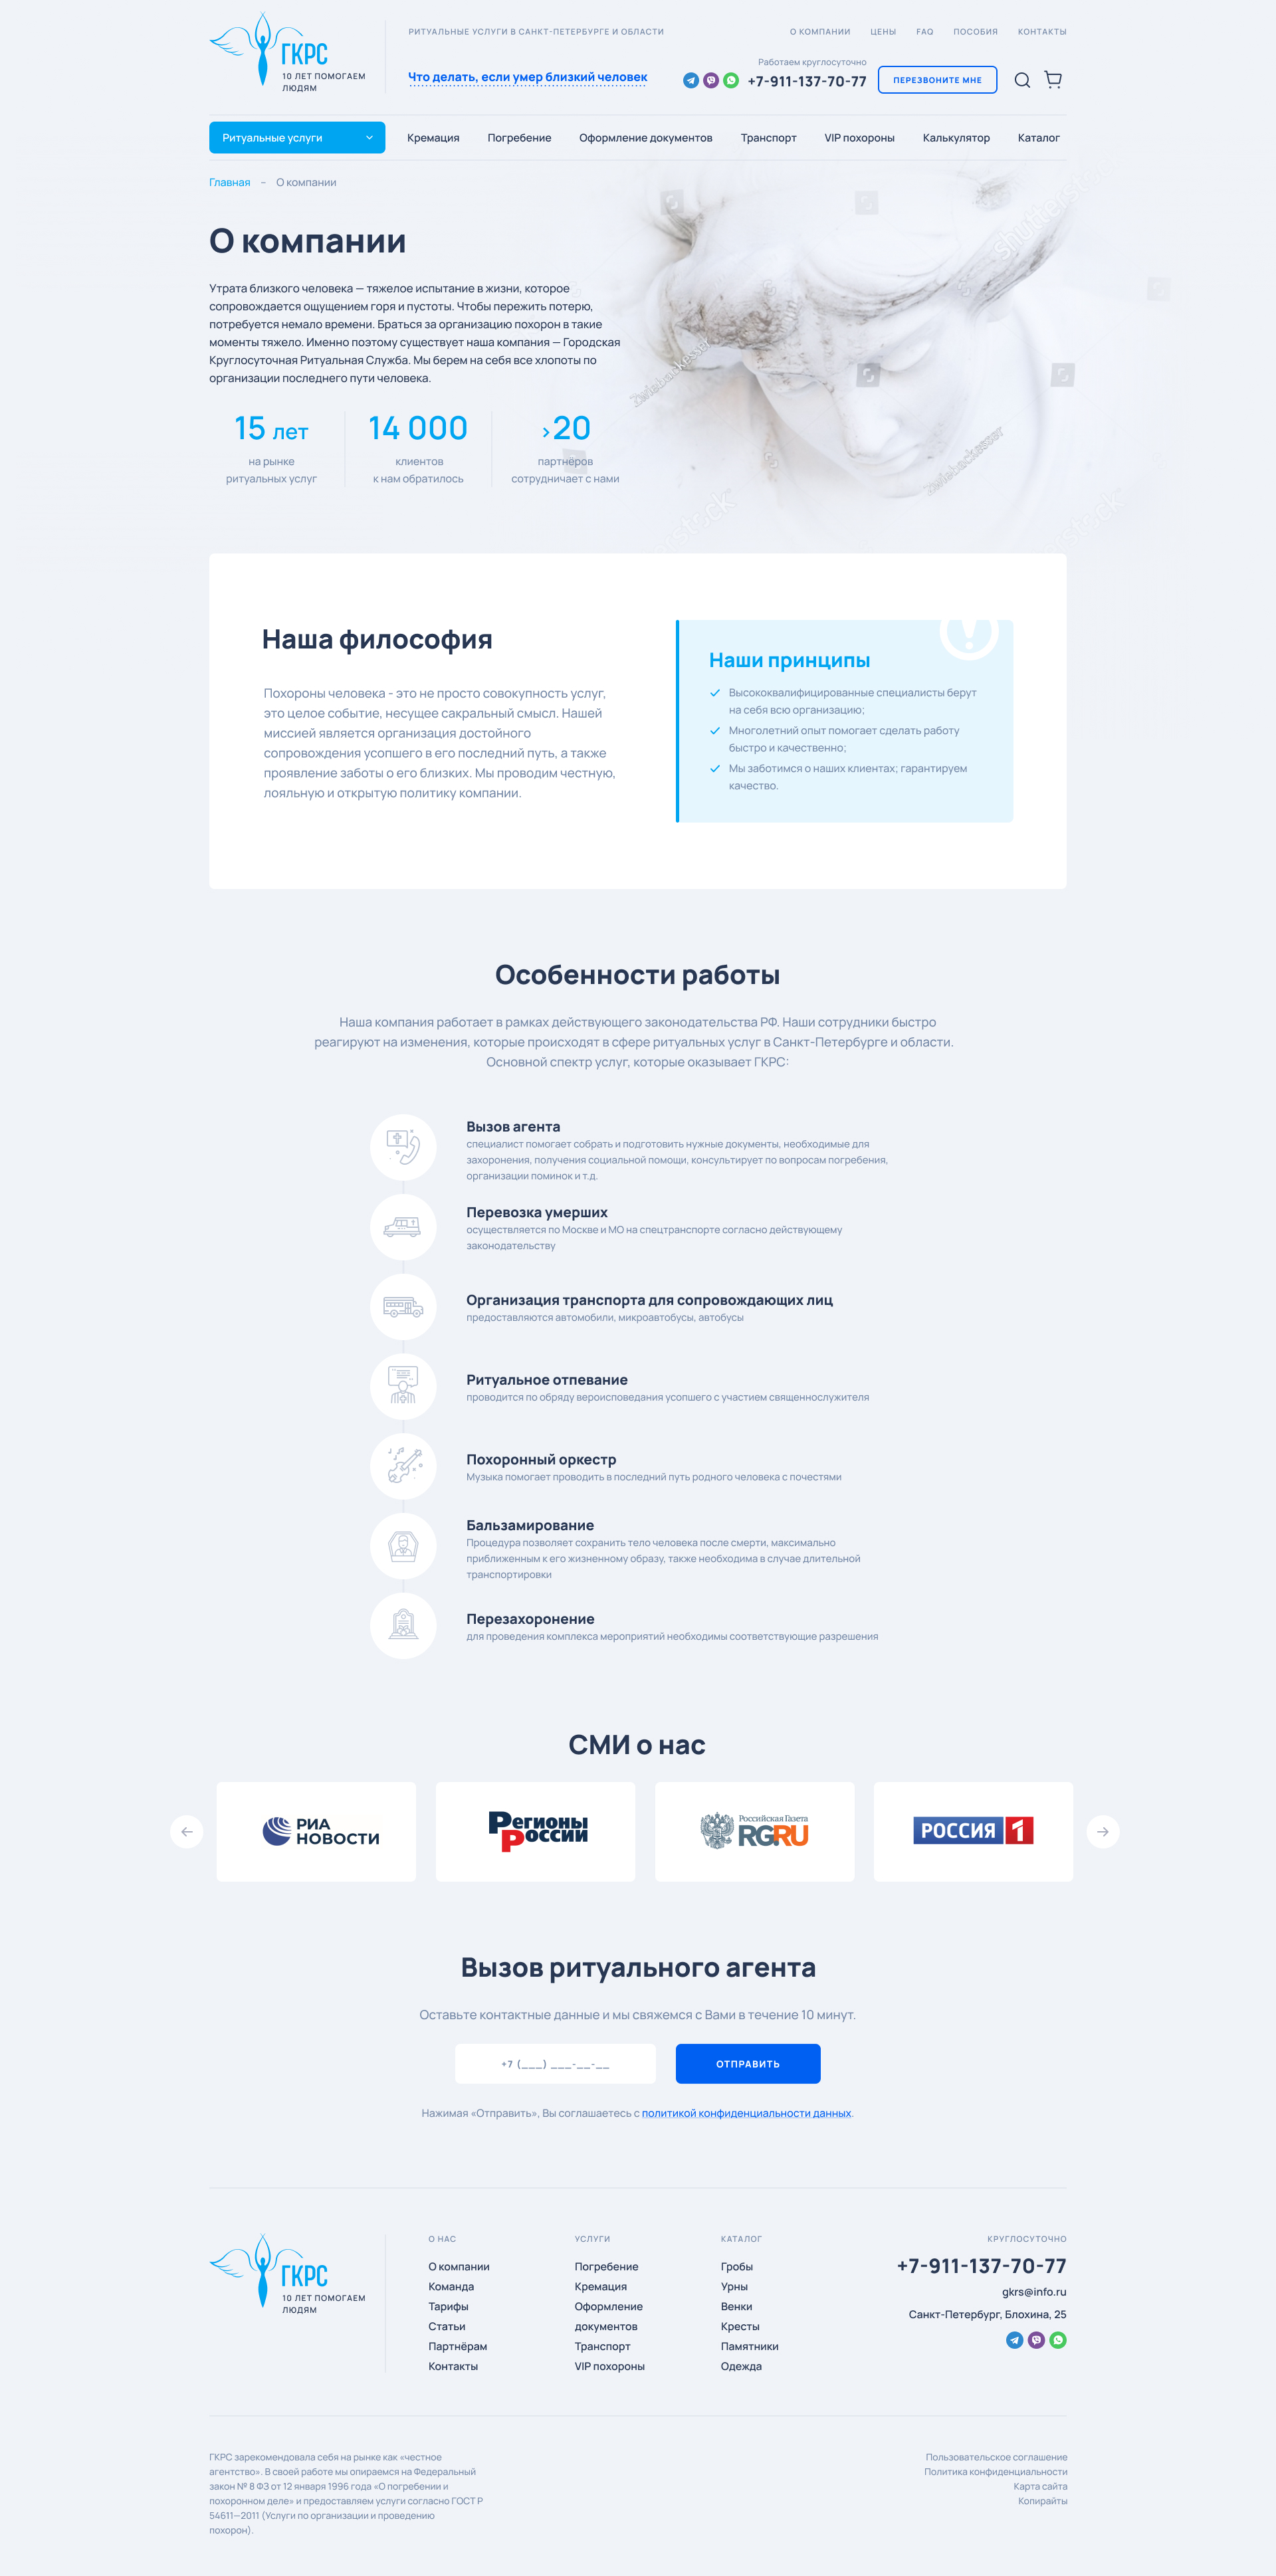 РИТУАЛЬНЫЕ УСЛУГИ В САНКТ-ПЕТЕРБУРГЕ И ОБЛАСТИ
О КОМПАНИИ ЦЕНЫ FAQ ПОСОБИЯ КОНТАКТЫ
ГКРС
10 ЛЕТ ПОМОГАЕМ
ЛЮДЯМ
Что делать, если умер близкий человек
Работаем круглосуточно
+7-911-137-70-77
ПЕРЕЗВОНИТЕ МНЕ
Ритуальные услуги Кремация Погребение Оформление документов Транспорт VIP похороны Калькулятор Каталог
Главная – О компании
О компании
Утрата близкого человека — тяжелое испытание в жизни, которое
сопровождается ощущением горя и пустоты. Чтобы пережить потерю,
потребуется немало времени. Браться за организацию похорон в такие
моменты тяжело. Именно поэтому существует наша компания — Городская
Круглосуточная Ритуальная Служба. Мы берем на себя все хлопоты по
организации последнего пути человека.
15 лет
на рынке
ритуальных услуг
14 000
клиентов
к нам обратилось
>20
партнёров
сотрудничает с нами
shutterstock
Zwiebackesser
Zwiebackesser
Наша философия
Похороны человека - это не просто совокупность услуг,
это целое событие, несущее сакральный смысл. Нашей
миссией является организация достойного
сопровождения усопшего в его последний путь, а также
проявление заботы о его близких. Мы проводим честную,
лояльную и открытую политику компании.
Наши принципы
Высококвалифицированные специалисты берут
на себя всю организацию;
Многолетний опыт помогает сделать работу
быстро и качественно;
Мы заботимся о наших клиентах; гарантируем
качество.
Особенности работы
Наша компания работает в рамках действующего законодательства РФ. Наши сотрудники быстро
реагируют на изменения, которые происходят в сфере ритуальных услуг в Санкт-Петербурге и области.
Основной спектр услуг, которые оказывает ГКРС:
Вызов агента
специалист помогает собрать и подготовить нужные документы, необходимые для
захоронения, получения социальной помощи, консультирует по вопросам погребения,
организации поминок и т.д.
Перевозка умерших
осуществляется по Москве и МО на спецтранспорте согласно действующему
законодательству
Организация транспорта для сопровождающих лиц
предоставляются автомобили, микроавтобусы, автобусы
Ритуальное отпевание
проводится по обряду вероисповедания усопшего с участием священнослужителя
Похоронный оркестр
Музыка помогает проводить в последний путь родного человека с почестями
Бальзамирование
Процедура позволяет сохранить тело человека после смерти, максимально
приближенным к его жизненному образу, также необходима в случае длительной
транспортировки
Перезахоронение
для проведения комплекса мероприятий необходимы соответствующие разрешения
СМИ о нас
РИА
НОВОСТИ
Регионы
России
Российская Газета
RGRU
РОССИЯ 1
Вызов ритуального агента
Оставьте контактные данные и мы свяжемся с Вами в течение 10 минут.
+7 (___) ___-__-__
ОТПРАВИТЬ
Нажимая «Отправить», Вы соглашаетесь с политикой конфиденциальности данных.
ГКРС
10 ЛЕТ ПОМОГАЕМ
ЛЮДЯМ
О НАС
О компании
Команда
Тарифы
Статьи
Партнёрам
Контакты
УСЛУГИ
Погребение
Кремация
Оформление
документов
Транспорт
VIP похороны
КАТАЛОГ
Гробы
Урны
Венки
Кресты
Памятники
Одежда
КРУГЛОСУТОЧНО
+7-911-137-70-77
gkrs@info.ru
Санкт-Петербург, Блохина, 25
ГКРС зарекомендовала себя на рынке как «честное
агентство». В своей работе мы опираемся на Федеральный
закон № 8 ФЗ от 12 января 1996 года «О погребении и
похоронном деле» и предоставляем услуги согласно ГОСТ Р
54611—2011 (Услуги по организации и проведению
похорон).
Пользовательское соглашение
Политика конфиденциальности
Карта сайта
Копирайты